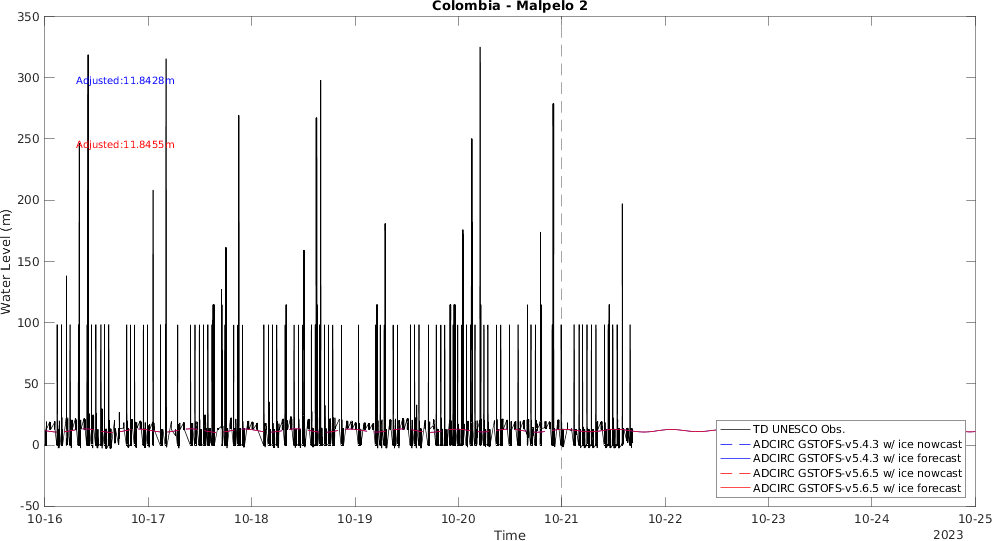 Colombia - Malpelo 2
350
300
250
200
150
100
50
0
-50
Water Level (m)
Adjusted:11.8428m
Adjusted:11.8455m
TD UNESCO Obs.
ADCIRC GSTOFS-v5.4.3 w/ ice nowcast
ADCIRC GSTOFS-v5.4.3 w/ ice forecast
ADCIRC GSTOFS-v5.6.5 w/ ice nowcast
ADCIRC GSTOFS-v5.6.5 w/ ice forecast
10-16 10-17 10-18 10-19 10-20 10-21 10-22 10-23 10-24 10-25
Time
2023